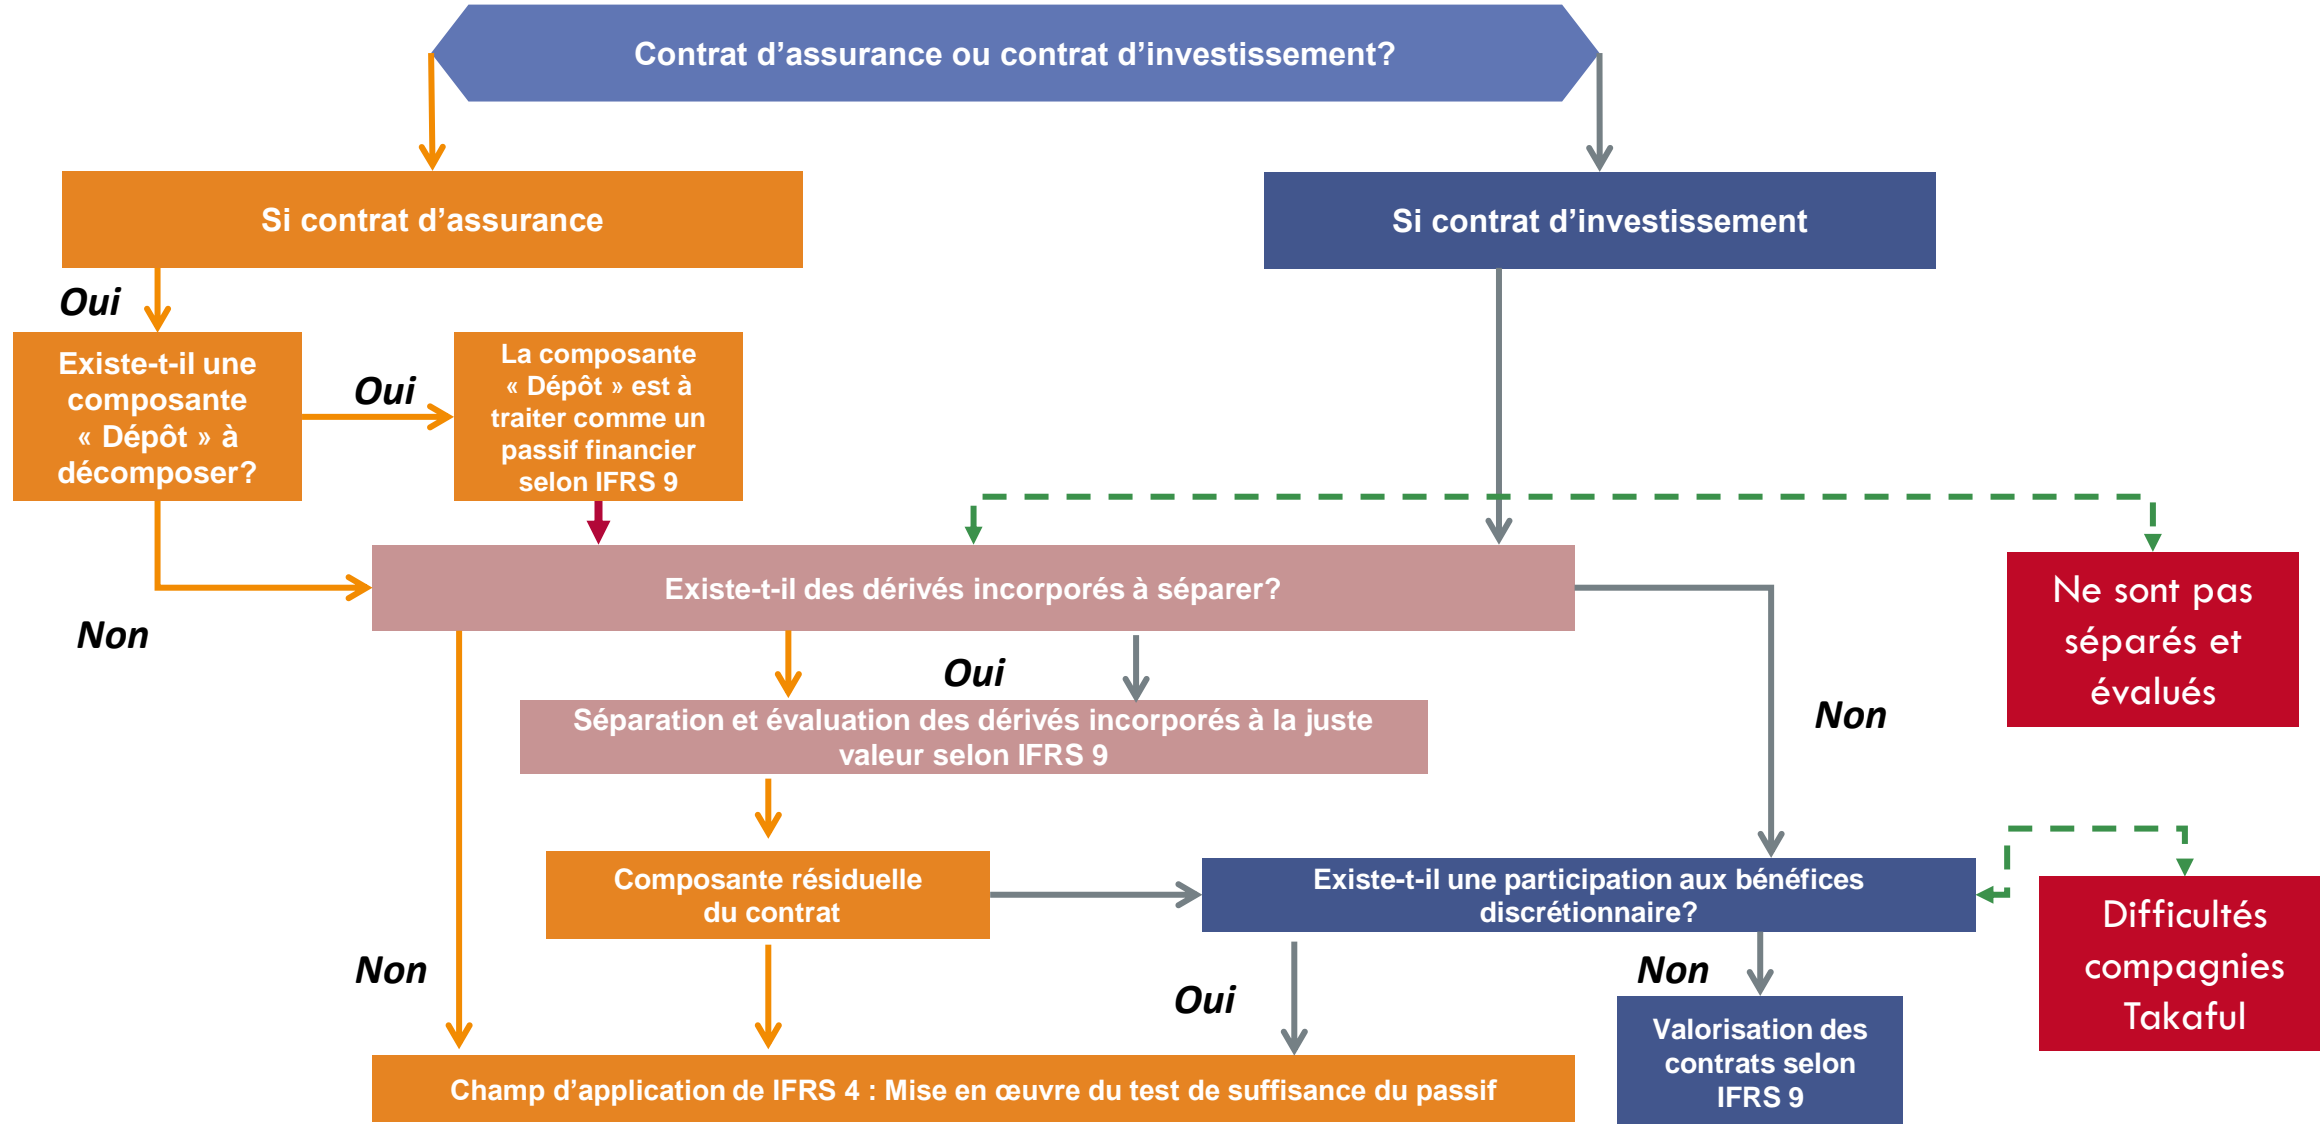 Contrat d’assurance ou contrat d’investissement?
Si contrat d’assurance
Si contrat d’investissement
Oui
Existe-t-il une
composante
« Dépôt » à
décomposer?
Oui
La composante
« Dépôt » est à
traiter comme un
passif financier
selon IFRS 9
Non
Existe-t-il des dérivés incorporés à séparer?
Ne sont pas
séparés et
évalués
Oui
Séparation et évaluation des dérivés incorporés à la juste
valeur selon IFRS 9
Non
Composante résiduelle
du contrat
Existe-t-il une participation aux bénéfices
discrétionnaire?
Difficultés
compagnies
Takaful
Non
Oui
Non
Valorisation des
contrats selon
IFRS 9
Champ d’application de IFRS 4 : Mise en œuvre du test de suffisance du passif